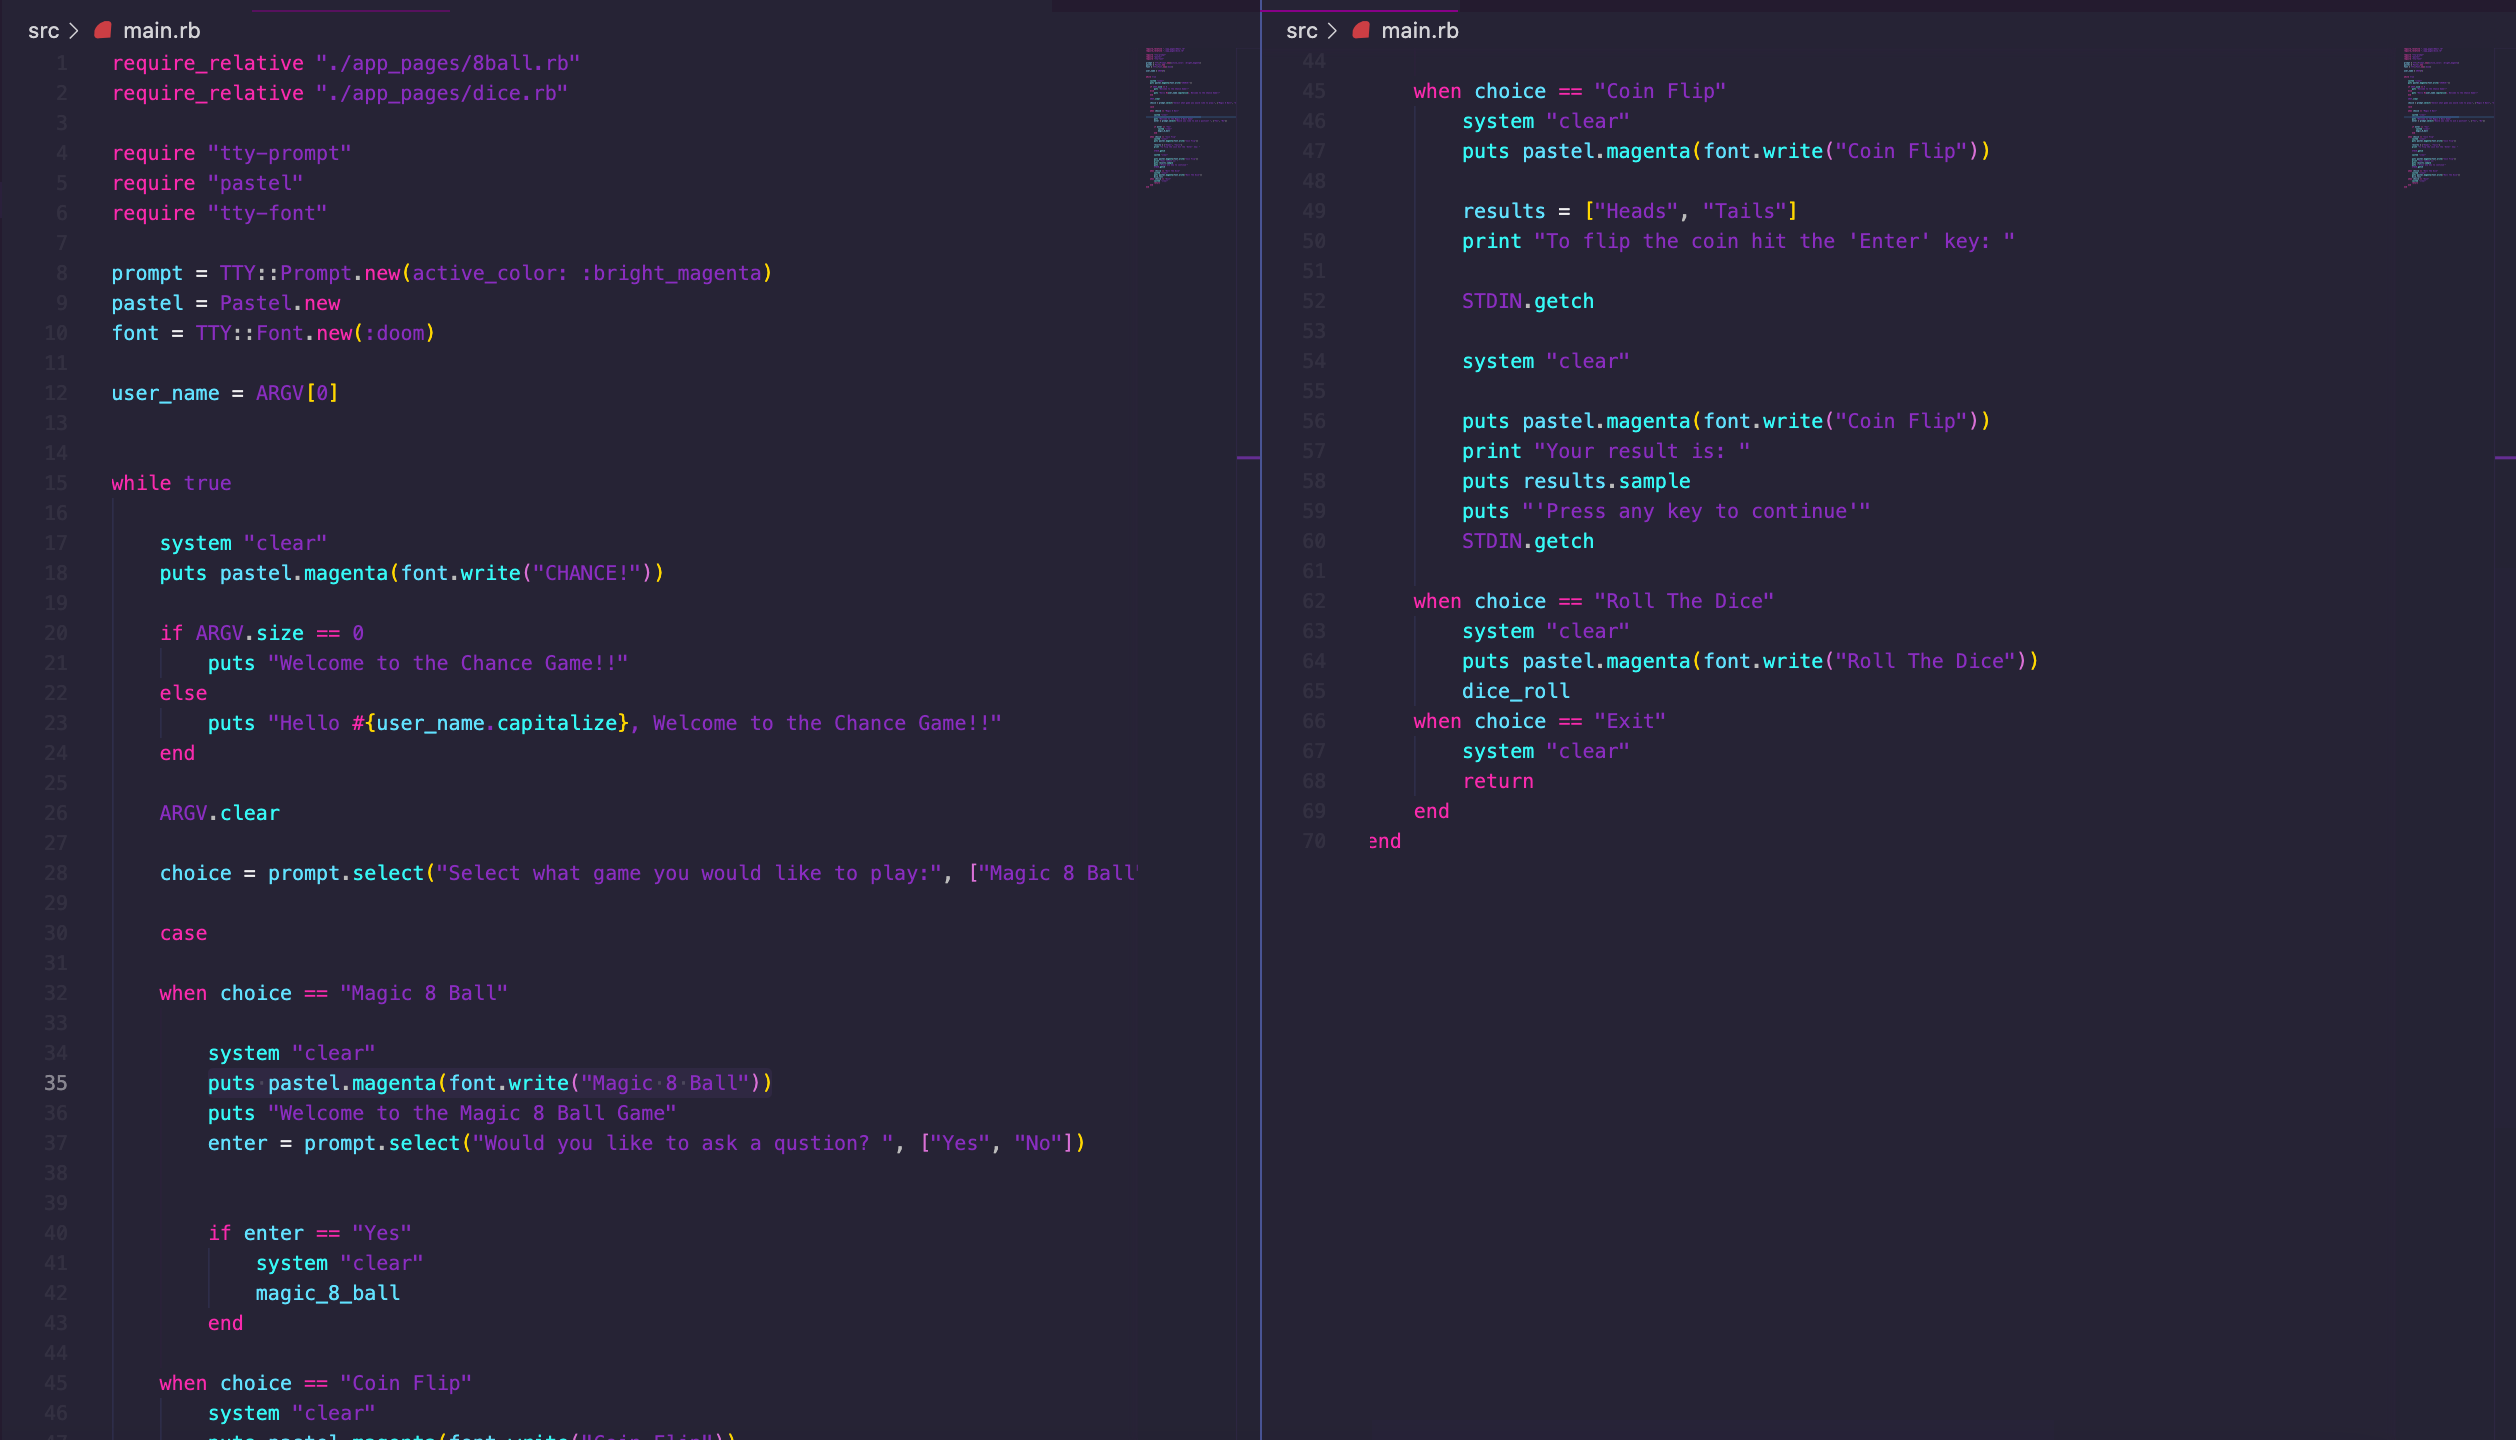 src > main.rb
1 require_relative "./app_pages/8ball.rb"
2 require_relative "./app_pages/dice.rb"
3
4 require "tty-prompt"
5 require "pastel"
6 require "tty-font"
7
8 prompt = TTY::Prompt.new(active_color: :bright_magenta)
9 pastel = Pastel.new
10 font = TTY::Font.new(:doom)
11
12 user_name = ARGV[0]
13
14
15 while true
16
17 system "clear"
18 puts pastel.magenta(font.write("CHANCE!"))
19
20 if ARGV.size == 0
21 puts "Welcome to the Chance Game!!"
22 else
23 puts "Hello #{user_name.capitalize}, Welcome to the Chance Game!!"
24 end
25
26 ARGV.clear
27
28 choice = prompt.select("Select what game you would like to play:", ["Magic 8 Ball"
29
30 case
31
32 when choice == "Magic 8 Ball"
33
34 system "clear"
35 puts pastel.magenta(font.write("Magic 8 Ball"))
36 puts "Welcome to the Magic 8 Ball Game"
37 enter = prompt.select("Would you like to ask a qustion? ", ["Yes", "No"])
38
39
40 if enter == "Yes"
41 system "clear"
42 magic_8_ball
43 end
44
45 when choice == "Coin Flip"
46 system "clear"
47 puts pastel.magenta(font.write("Coin Flip"))
src > main.rb
44
45 when choice == "Coin Flip"
46 system "clear"
47 puts pastel.magenta(font.write("Coin Flip"))
48
49 results = ["Heads", "Tails"]
50 print "To flip the coin hit the 'Enter' key: "
51
52 STDIN.getch
53
54 system "clear"
55
56 puts pastel.magenta(font.write("Coin Flip"))
57 print "Your result is: "
58 puts results.sample
59 puts "'Press any key to continue'"
60 STDIN.getch
61
62 when choice == "Roll The Dice"
63 system "clear"
64 puts pastel.magenta(font.write("Roll The Dice"))
65 dice_roll
66 when choice == "Exit"
67 system "clear"
68 return
69 end
70 end